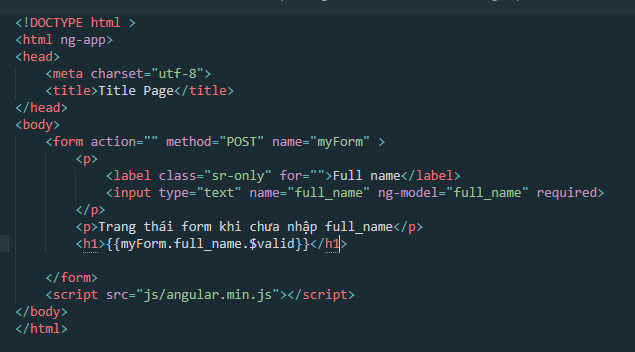 <!DOCTYPE html >
<html ng-app>
<head>
    <meta charset="utf-8">
    <title>Title Page</title>
</head>
<body>
    <form action="" method="POST" name="myForm" >
        <p>
            <label class="sr-only" for="">Full name</label>
            <input type="text" name="full_name" ng-model="full_name" required>
        </p>
        <p>Trang thái form khi chưa nhập full_name</p>
        <h1>{{myForm.full_name.$valid}}</h1>
    </form>
    <script src="js/angular.min.js"></script>
</body>
</html>